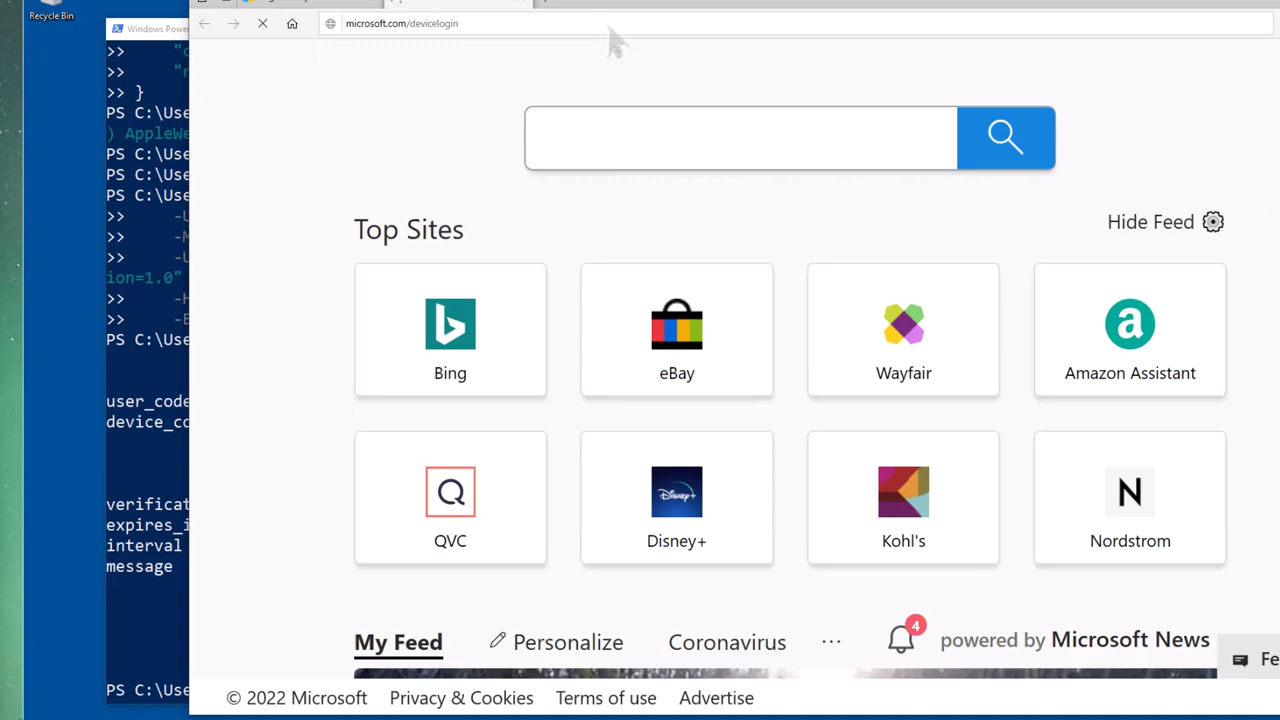 Recycle Bin
Windows Power
microsoft.com/devicelogin
>> "c
>> "r
>> }
PS C:\Use
) AppleWe
PS C:\Use
PS C:\Use
PS C:\Use
>> -U
>> -M
>> -U
ion=1.0"
>> -H
>> -B
PS C:\Use
user_code
device_co
verificat
expires_i
interval
message
PS C:\Use
Top Sites
Hide Feed
Bing
eBay
Wayfair
a
Amazon Assistant
Q
QVC
Disney+
Disney+
Kohl's
N
Nordstrom
My Feed
Personalize
Coronavirus
...
4
powered by Microsoft News
Fe
© 2022 Microsoft
Privacy & Cookies
Terms of use
Advertise